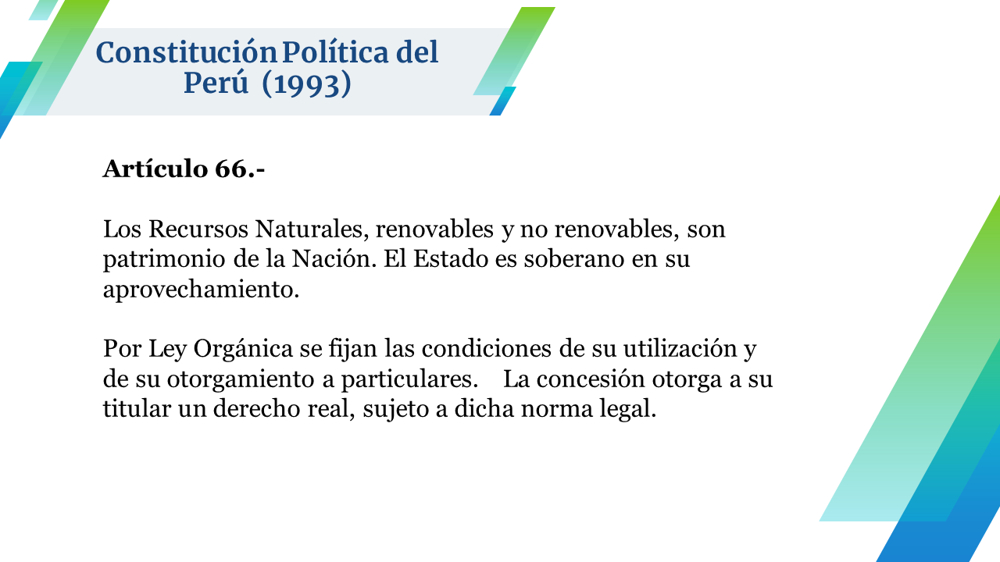 Constitución Política del
Perú (1993)
Artículo 66.-
Los Recursos Naturales, renovables y no renovables, son
patrimonio de la Nación. El Estado es soberano en su
aprovechamiento.
Por Ley Orgánica se fijan las condiciones de su utilización y
de su otorgamiento a particulares. La concesión otorga a su
titular un derecho real, sujeto a dicha norma legal.